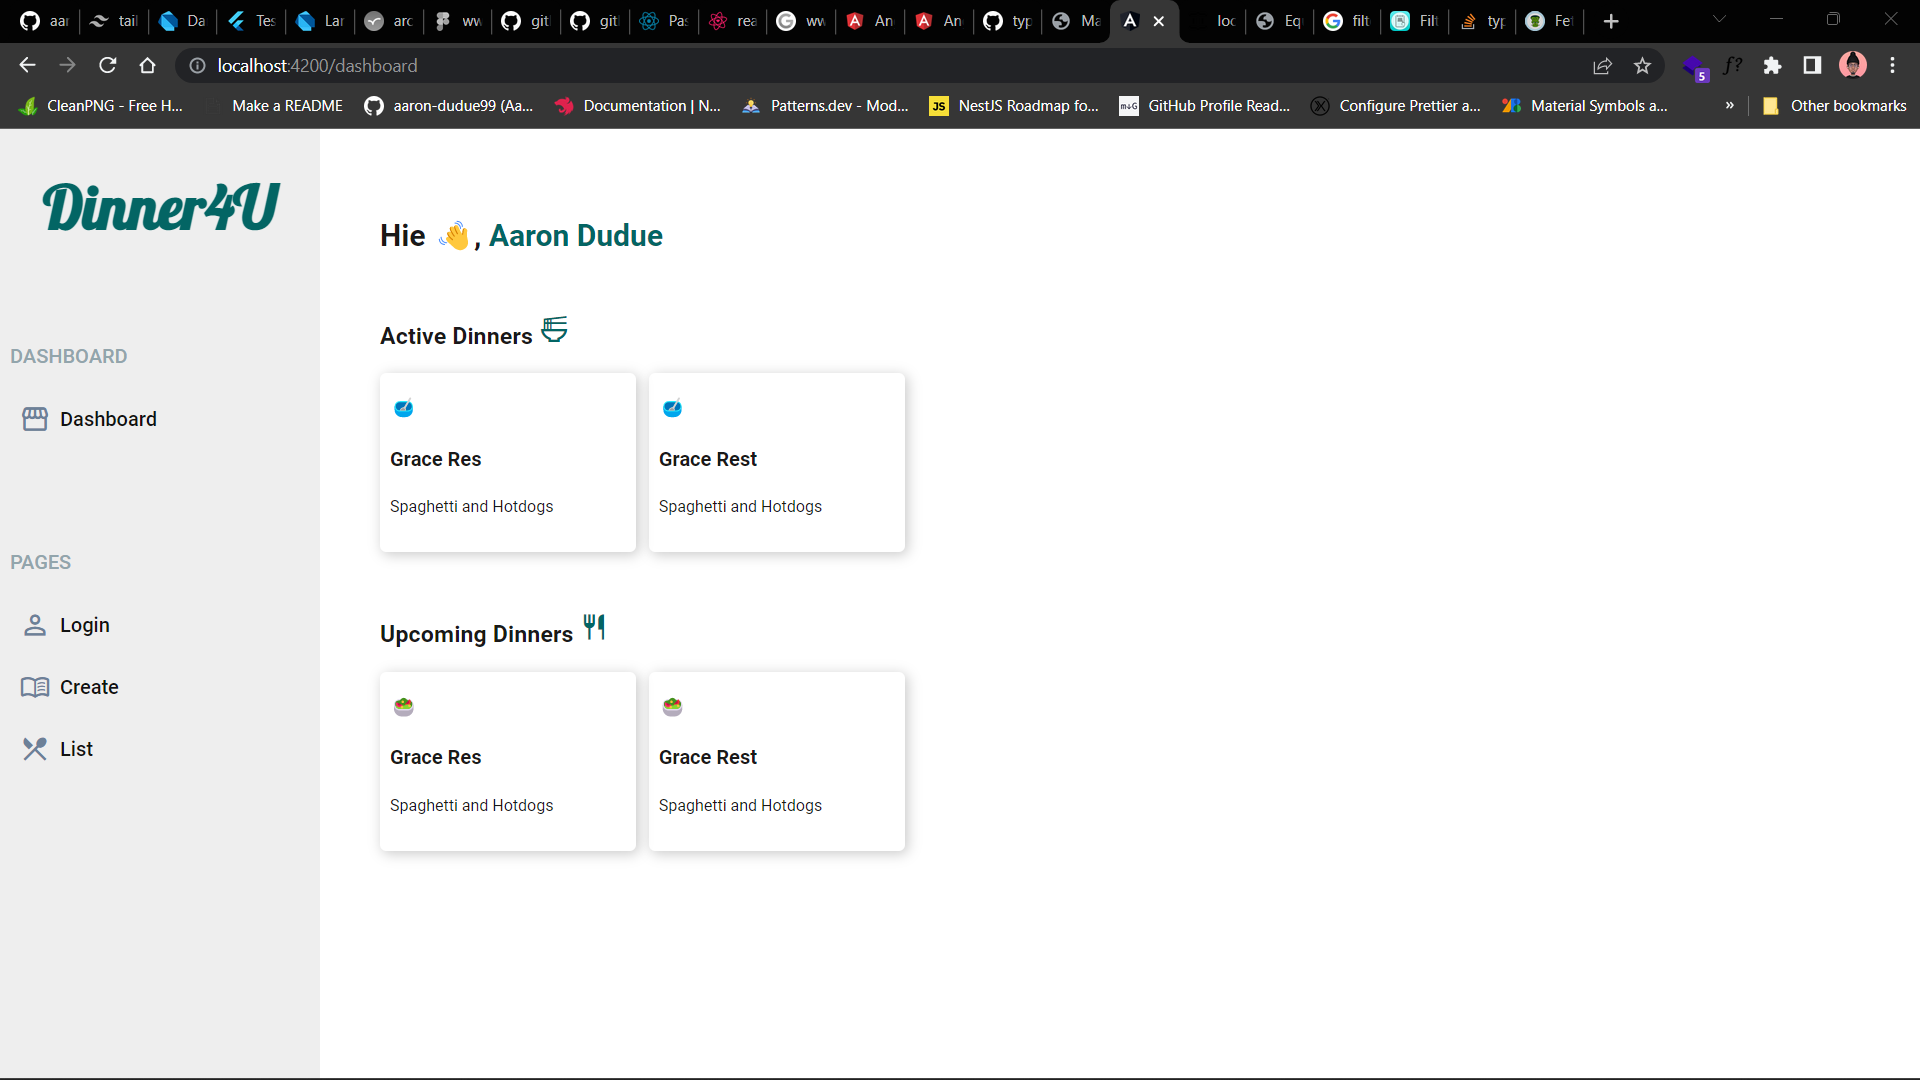 aar
tail
Da
Tes
Lar
arc
ww
git
git
Pas
rea
ww
An
An
typ
Ma
loc
Eq
filt
Filt
typ
Fet
localhost:4200/dashboard
5
f?
CleanPNG - Free H...
Make a README
aaron-dudue99 (Aa...
Documentation | N...
Patterns.dev - Mod...
JS
NestJS Roadmap fo...
GitHub Profile Read...
Configure Prettier a...
Material Symbols a...
»
Other bookmarks
Dinner4U
DASHBOARD
Dashboard
PAGES
Login
Create
List
Hie 👋, Aaron Dudue
Active Dinners
Grace Res
Spaghetti and Hotdogs
Grace Rest
Spaghetti and Hotdogs
Upcoming Dinners
Grace Res
Spaghetti and Hotdogs
Grace Rest
Spaghetti and Hotdogs